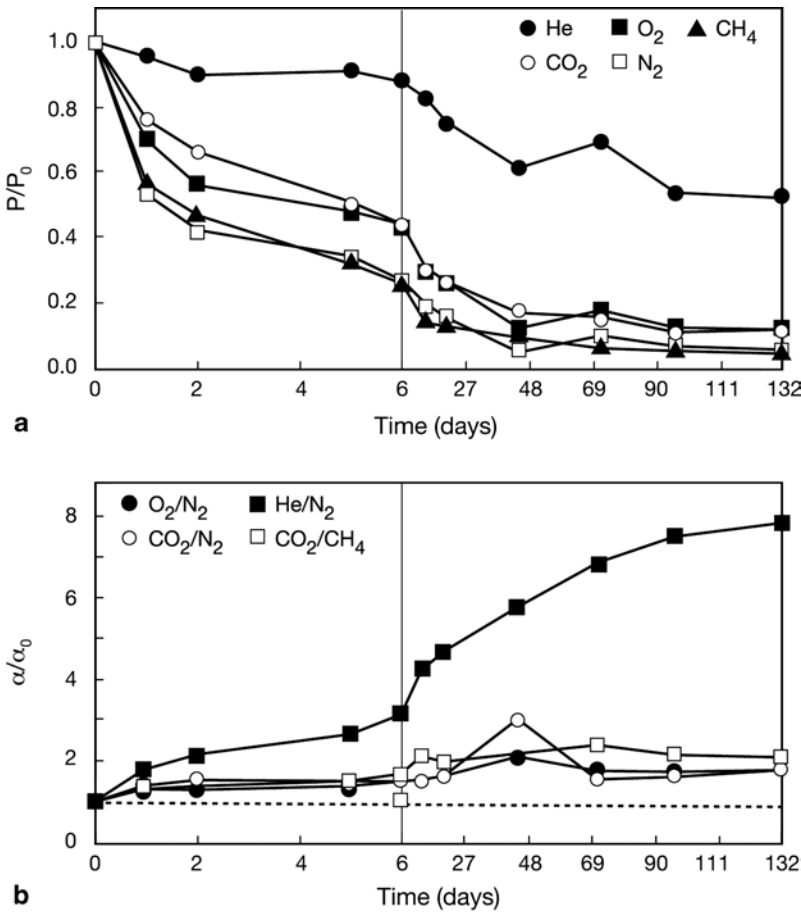 He O₂ CH₄
CO₂ N₂
1.0
0.8
0.6
0.4
0.2
0.0
P/P₀
0 2 4 6 27 48 69 90 111 132
Time (days)
a
O₂/N₂ He/N₂
CO₂/N₂ CO₂/CH₄
8
6
4
2
0
α/α₀
0 2 4 6 27 48 69 90 111 132
Time (days)
b